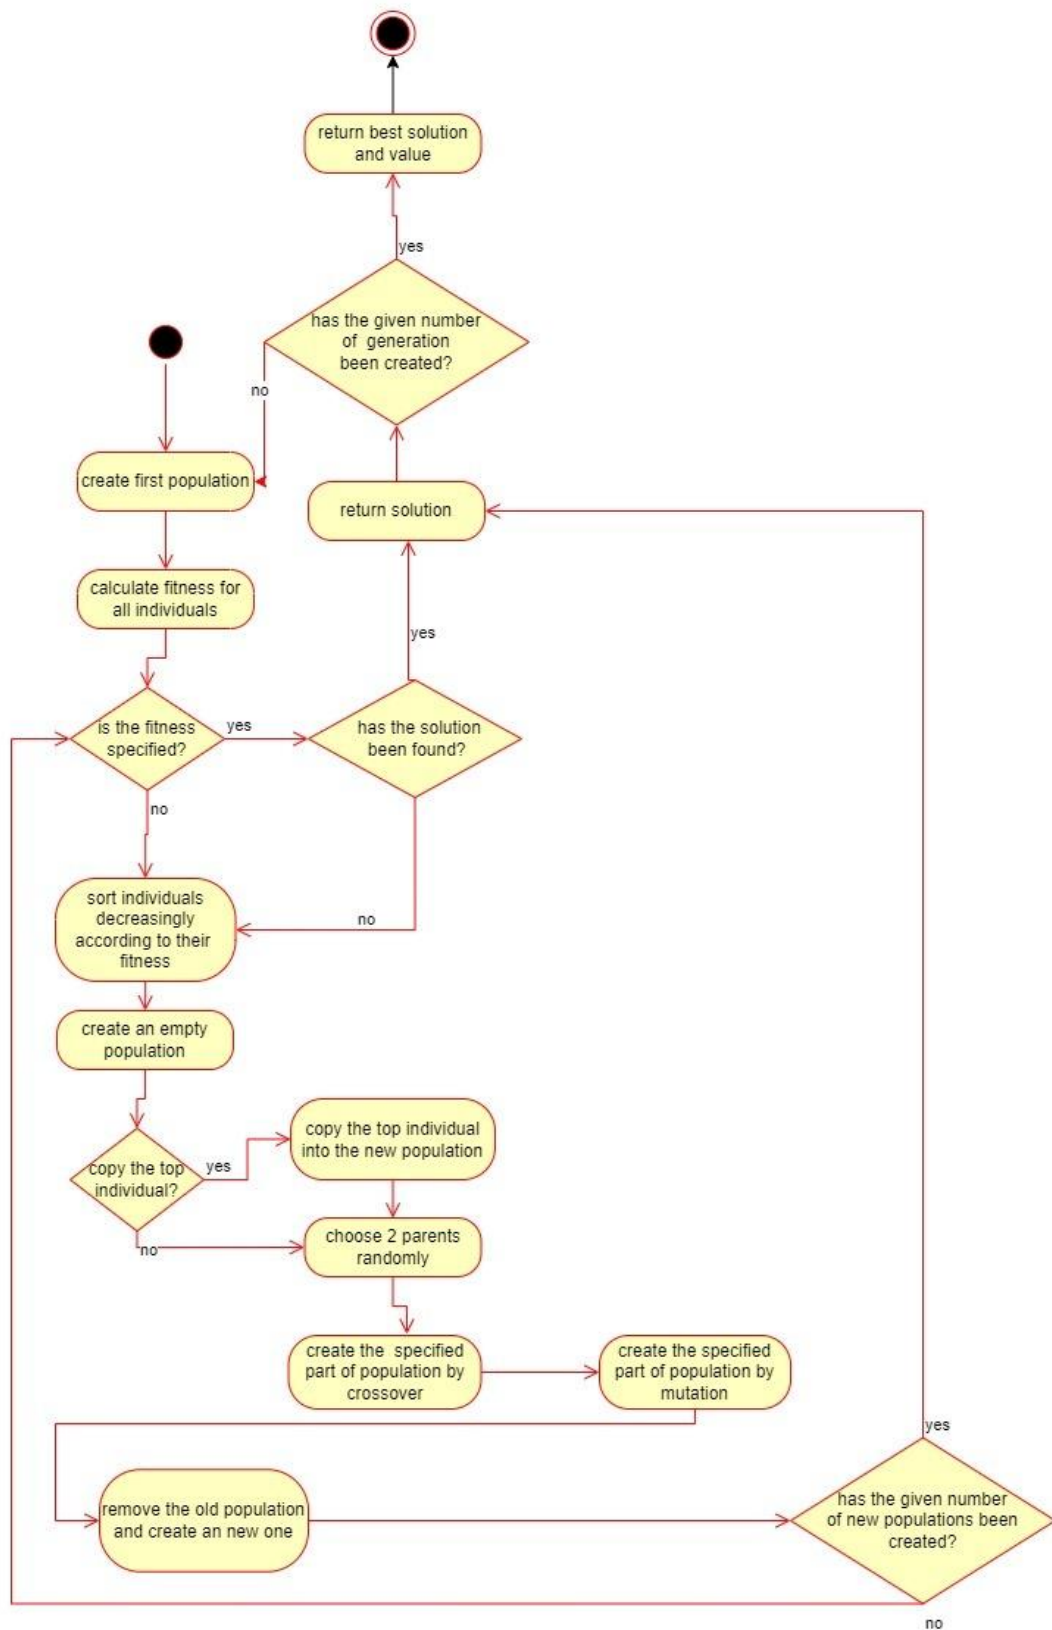 return best solution
and value
yes
has the given number
of generation
been created?
no
create first population
return solution
calculate fitness for
all individuals
yes
is the fitness
specified?
yes
has the solution
been found?
no
sort individuals
decreasingly
according to their
fitness
no
create an empty
population
copy the top individual
into the new population
copy the top
individual?
yes
no
choose 2 parents
randomly
create the specified
part of population by
crossover
create the specified
part of population by
mutation
yes
remove the old population
and create an new one
has the given number
of new populations been
created?
no